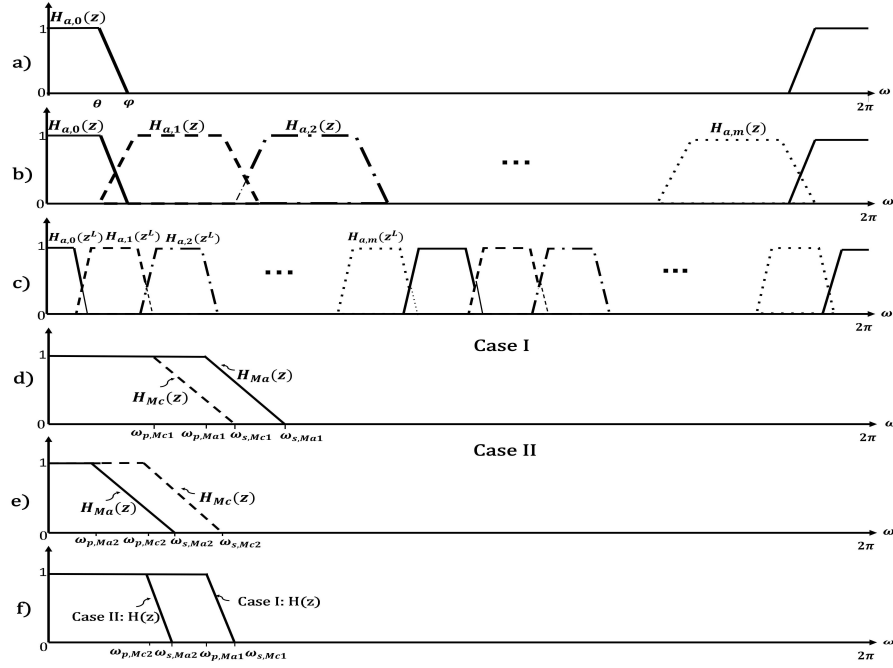 H_{a,0}(z)
1
a)
0
θ φ
ω
2π
H_{a,0}(z) H_{a,1}(z) H_{a,2}(z) ... H_{a,m}(z)
1
b)
0
ω
2π
H_{a,0}(z^L) H_{a,1}(z^L) H_{a,2}(z^L) ... H_{a,m}(z^L) ...
1
c)
0
ω
2π
Case I
1
d)
H_{Ma}(z)
H_{Mc}(z)
0
ω_{p,Mc1} ω_{p,Ma1} ω_{s,Mc1} ω_{s,Ma1}
ω
2π
Case II
1
e)
H_{Mc}(z)
H_{Ma}(z)
0
ω_{p,Ma2} ω_{p,Mc2} ω_{s,Ma2} ω_{s,Mc2}
ω
2π
1
f)
Case I: H(z)
Case II: H(z)
0
ω_{p,Mc2} ω_{s,Ma2} ω_{p,Ma1} ω_{s,Mc1}
ω
2π